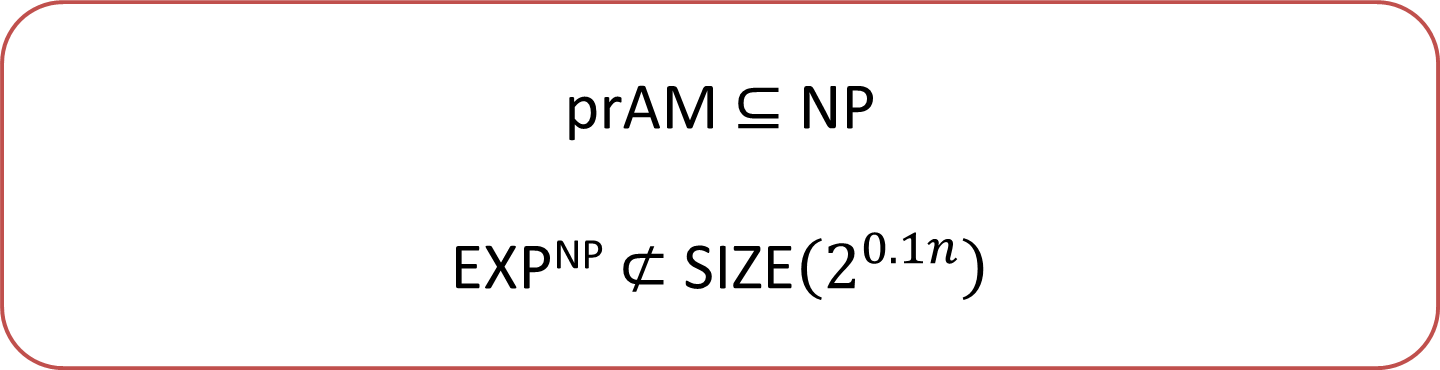 prAM ⊆ NP
EXP^NP ⊄ SIZE(2^0.1n)